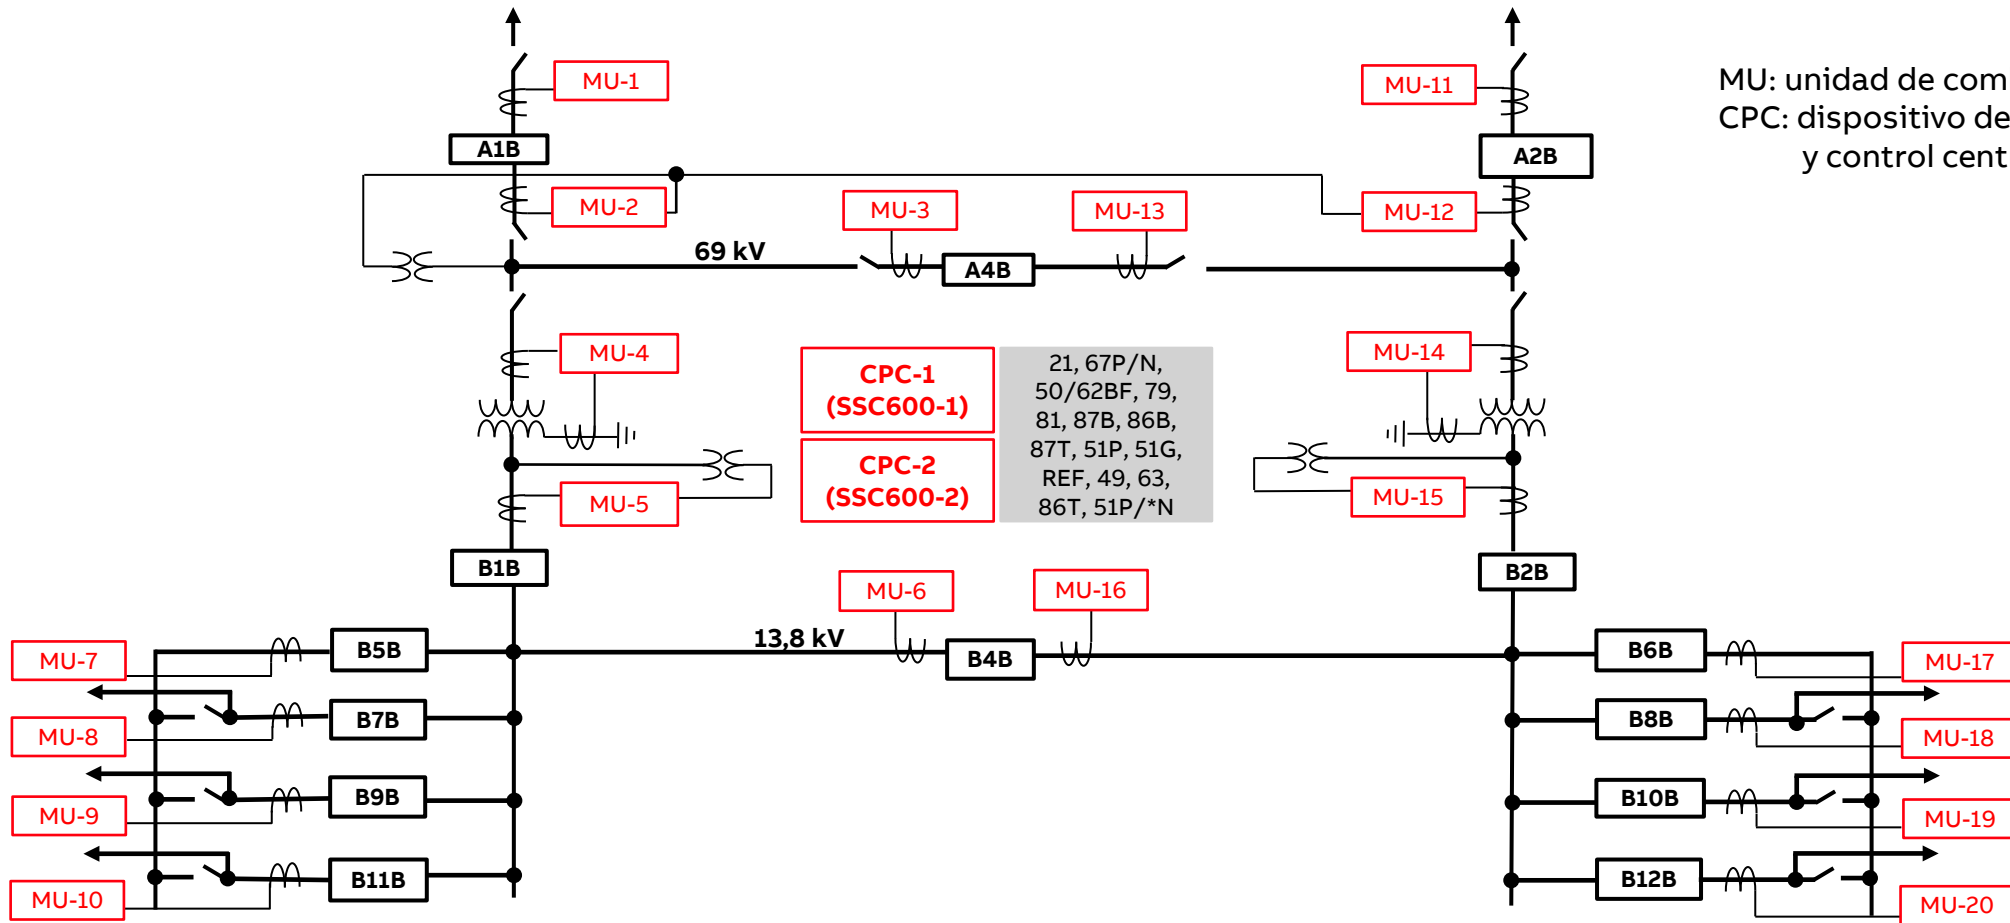 MU-1
MU-11
MU: unidad de com
CPC: dispositivo de
y control cent
A1B
A2B
MU-2
MU-3
MU-13
MU-12
69 kV
A4B
MU-4
MU-14
CPC-1
(SSC600-1)
CPC-2
(SSC600-2)
21, 67P/N,
50/62BF, 79,
81, 87B, 86B,
87T, 51P, 51G,
REF, 49, 63,
86T, 51P/*N
MU-5
MU-15
B1B
B2B
MU-6
MU-16
13,8 kV
B4B
MU-7
B5B
B6B
MU-17
MU-8
B7B
B8B
MU-18
MU-9
B9B
B10B
MU-19
MU-10
B11B
B12B
MU-20